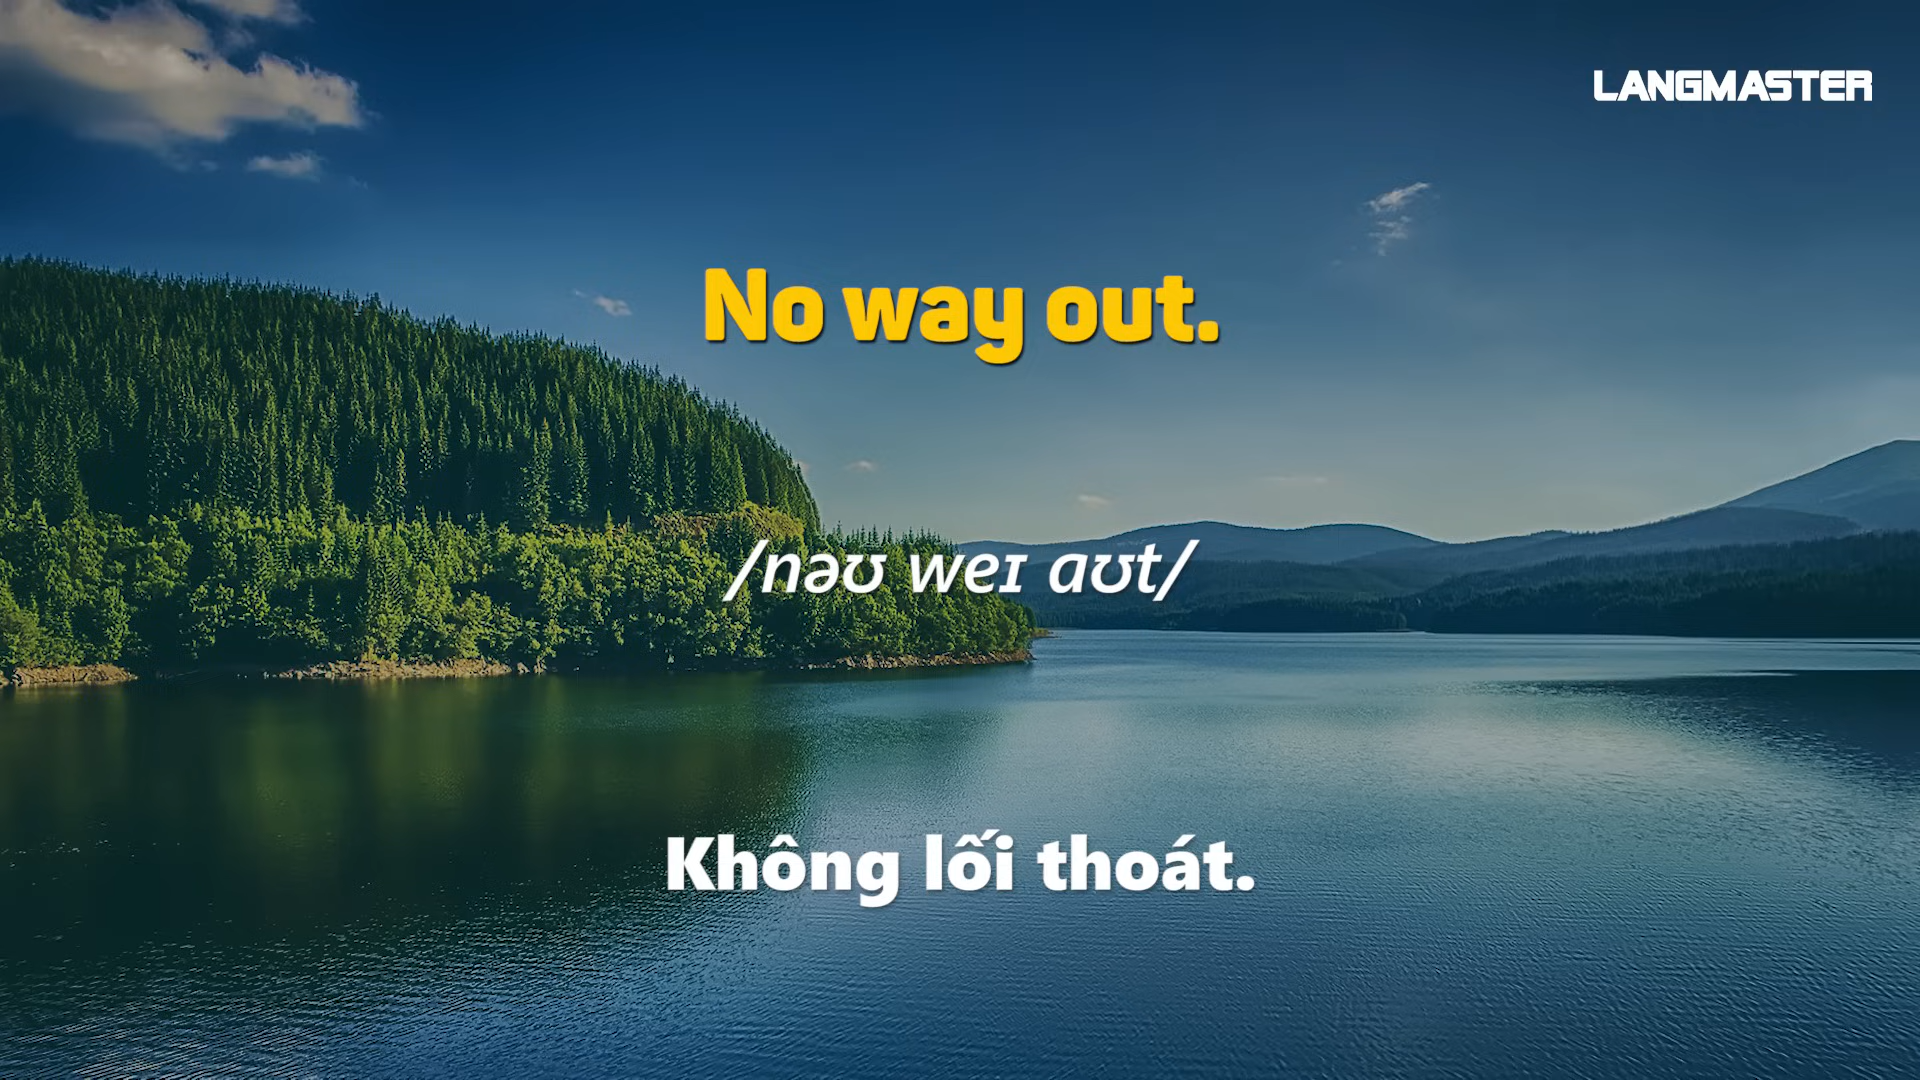 LANGMASTER
No way out.
/nəʊ weɪ aʊt/
Không lối thoát.